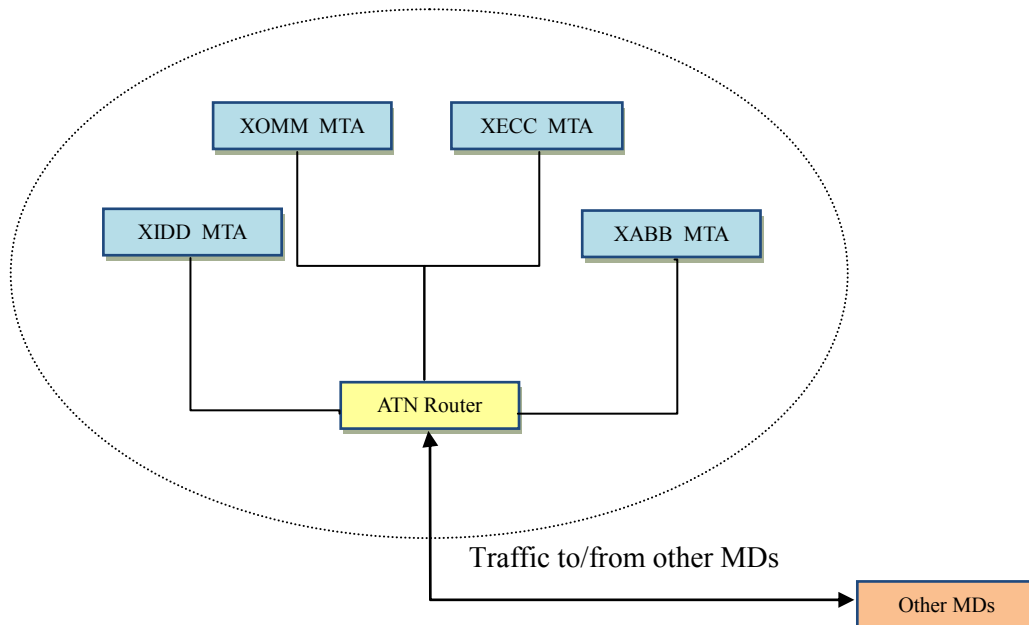 XOMM MTA
XECC MTA
XIDD MTA
XABB MTA
ATN Router
Traffic to/from other MDs
Other MDs